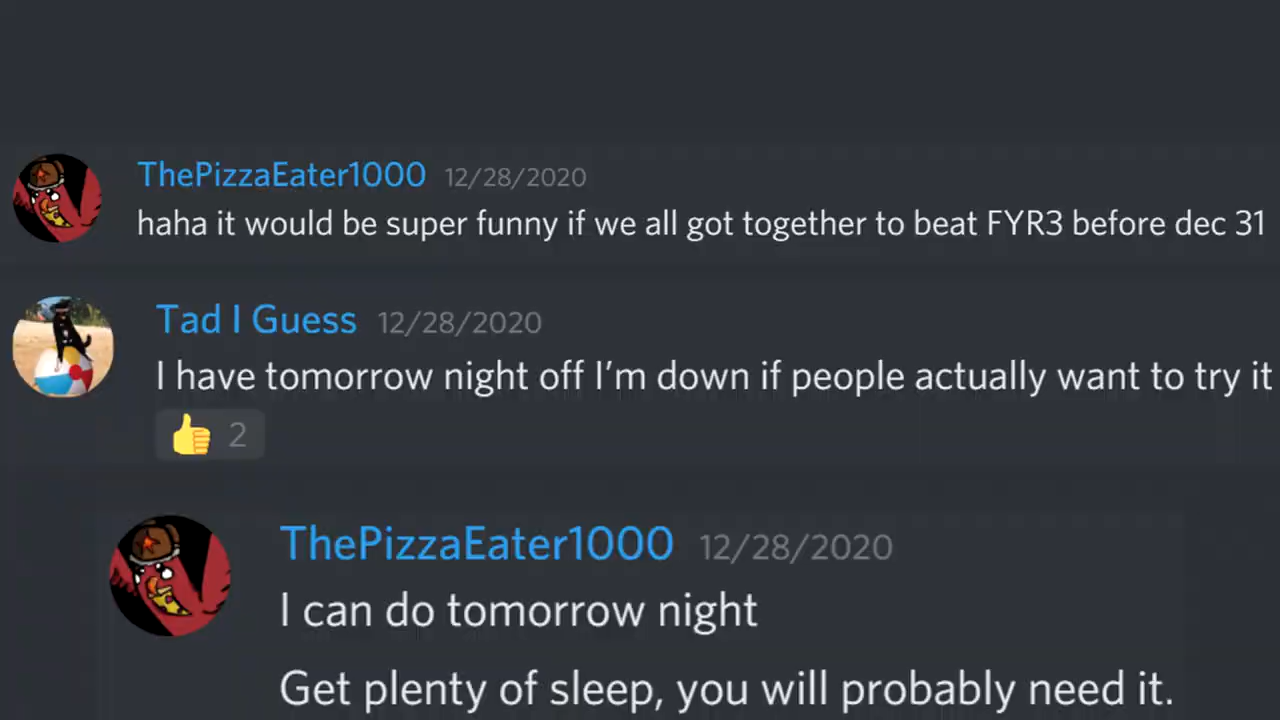 ThePizzaEater1000 12/28/2020
haha it would be super funny if we all got together to beat FYR3 before dec 31
Tad I Guess 12/28/2020
I have tomorrow night off I'm down if people actually want to try it
👍 2
ThePizzaEater1000 12/28/2020
I can do tomorrow night
Get plenty of sleep, you will probably need it.